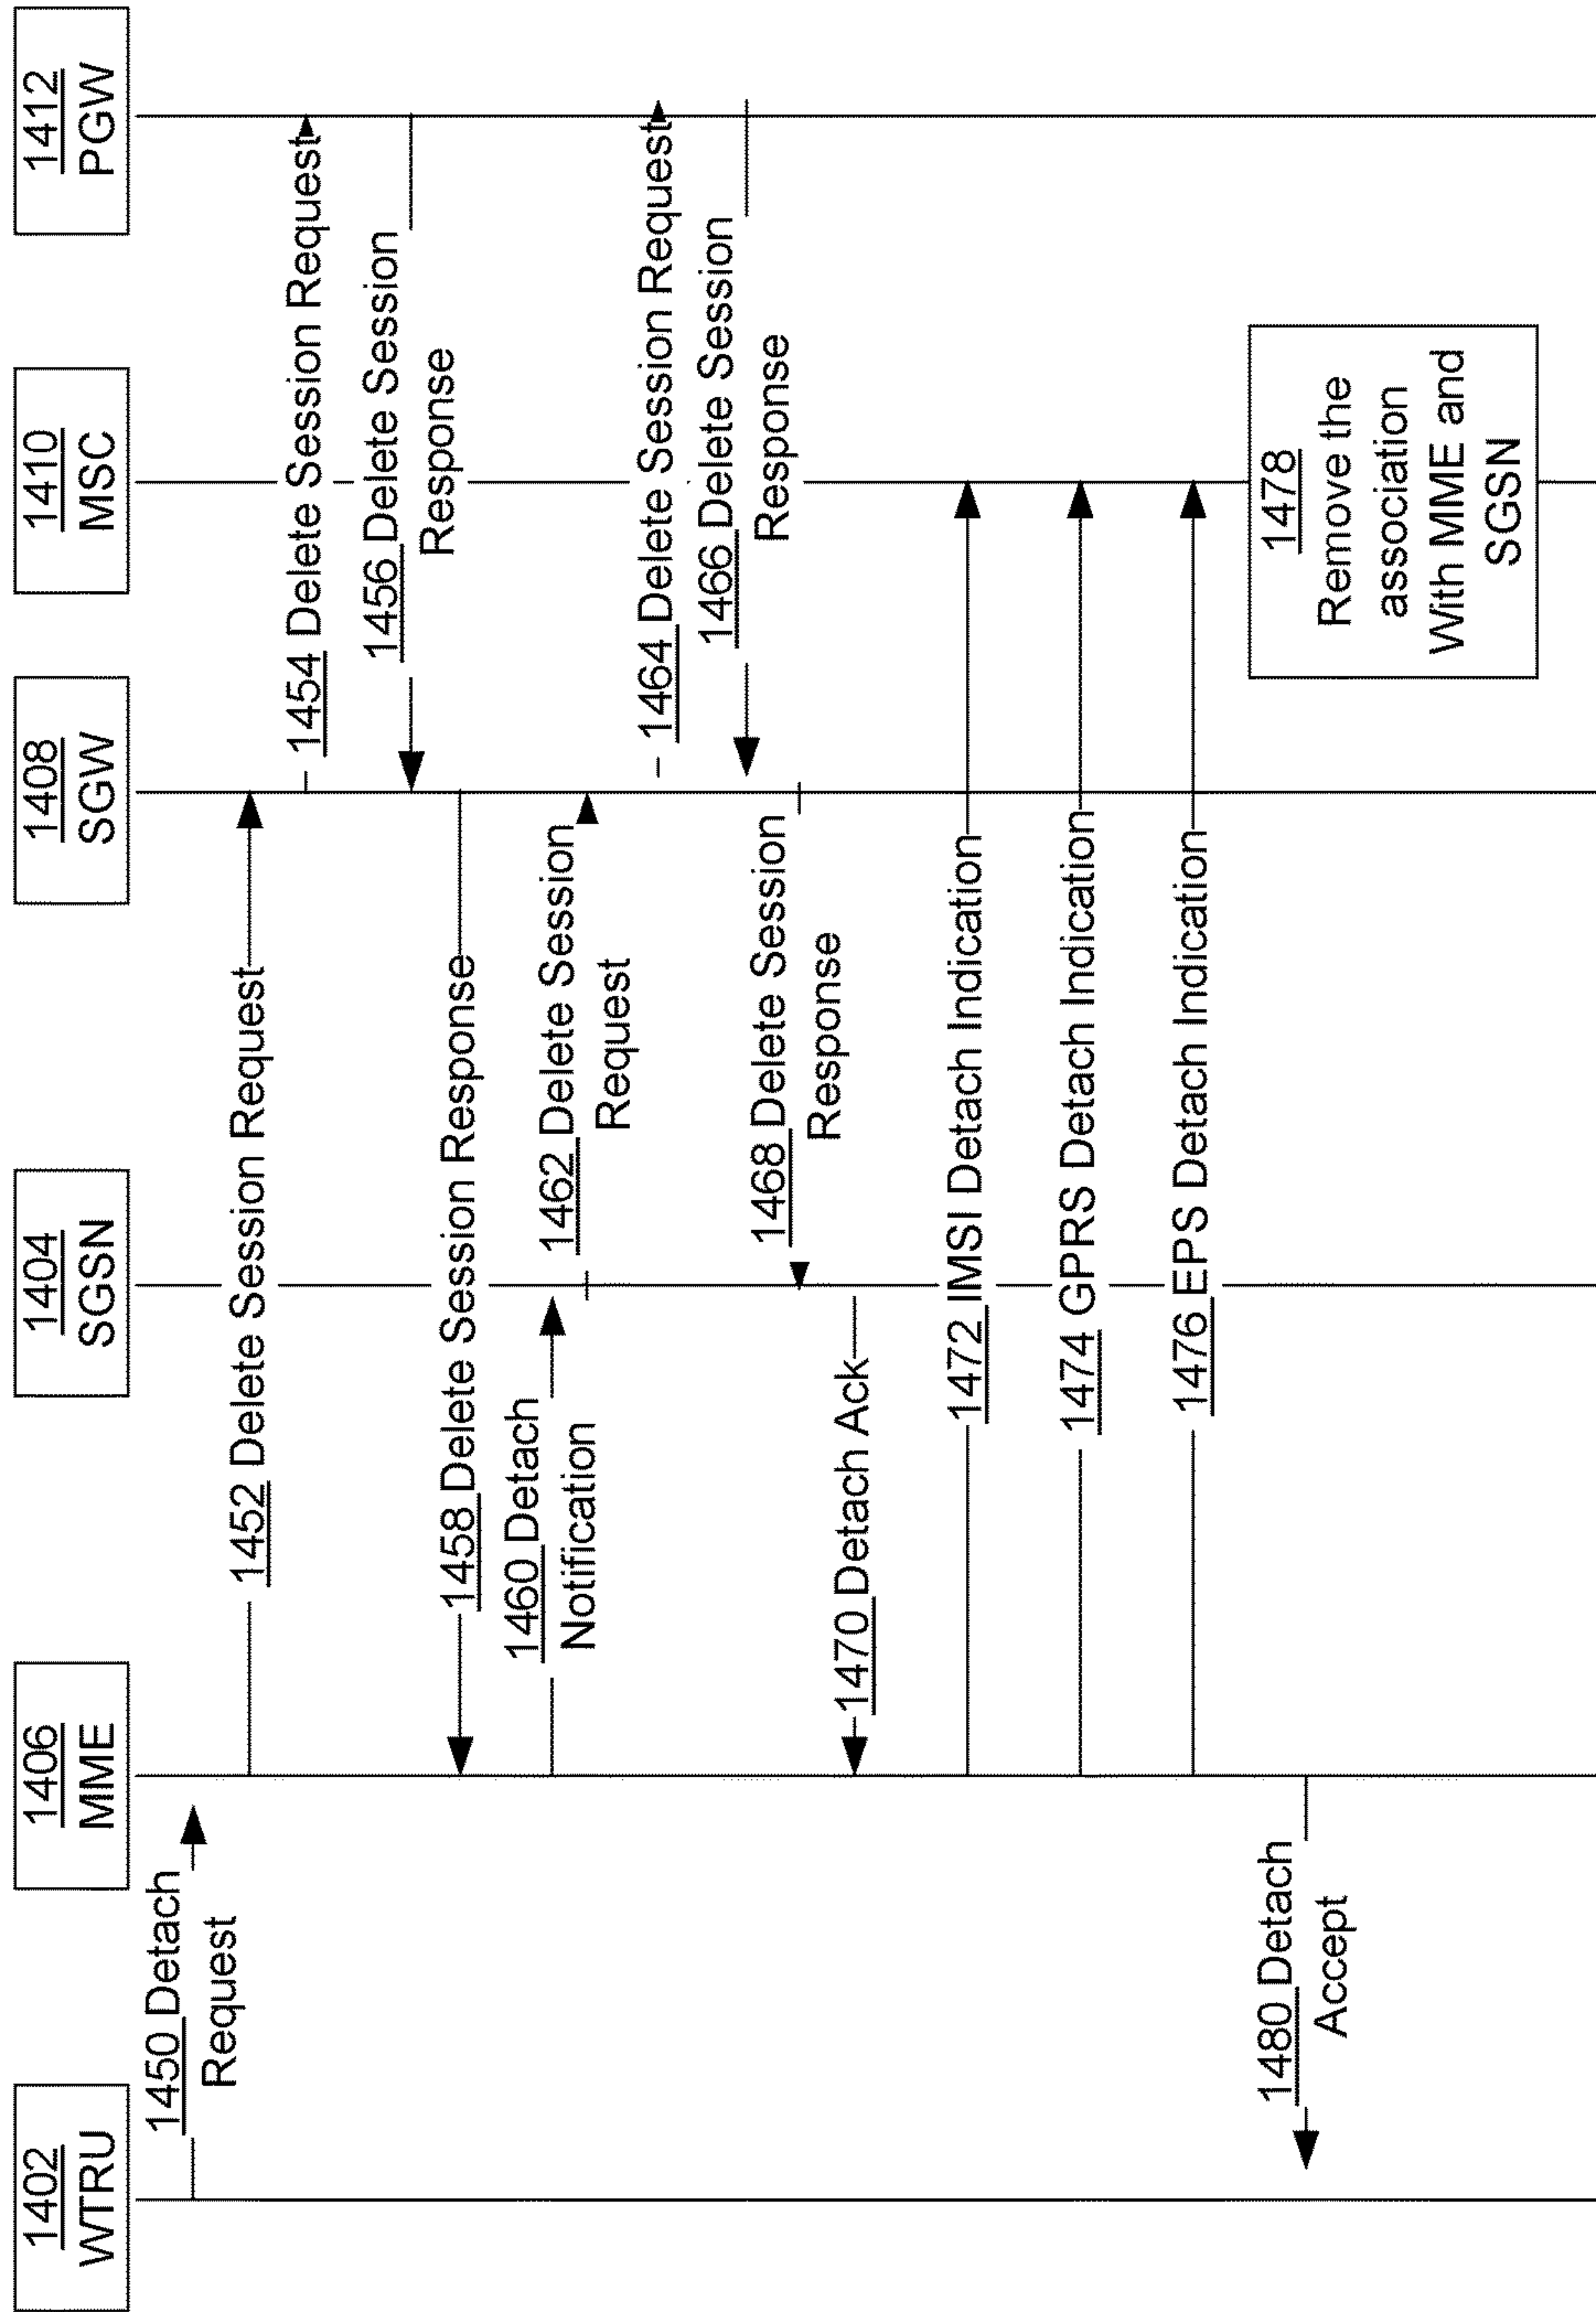 1402
WTRU
1406
MME
1404
SGSN
1408
SGW
1410
MSC
1412
PGW
1450 Detach
Request
1452 Delete Session Request
1454 Delete Session Request
1456 Delete Session
Response
1458 Delete Session Response
1460 Detach
Notification
1462 Delete Session
Request
1464 Delete Session Request
1466 Delete Session
Response
1468 Delete Session
Response
1470 Detach Ack
1472 IMSI Detach Indication
1474 GPRS Detach Indication
1476 EPS Detach Indication
1478
Remove the
association
With MME and
SGSN
1480 Detach
Accept